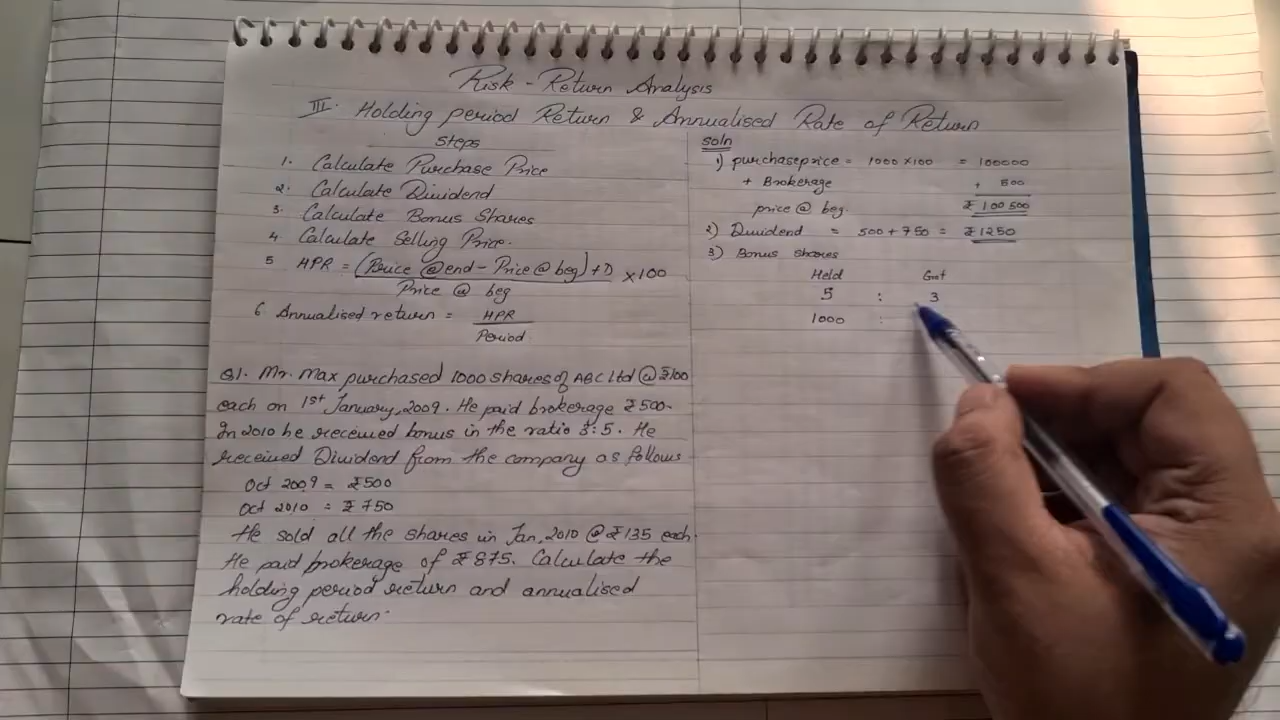 Risk - Return Analysis
III. Holding period Return & Annualised Rate of Return
Steps
1. Calculate Purchase Price
2. Calculate Dividend
3. Calculate Bonus Shares
4. Calculate Selling Price.
5 HPR = (Price @ end - Price @ beg) + D × 100
Price @ beg
6. Annualised return = HPR
Period
Q1. Mr. Max purchased 1000 shares of ABC Ltd @ ₹100
each on 1st January, 2009. He paid brokerage ₹500.
In 2010 he received bonus in the ratio 3:5. He
received Dividend from the company as follows
Oct 2009 = ₹500
Oct 2010 = ₹750
He sold all the shares in Jan, 2010 @ ₹135 each.
He paid brokerage of ₹875. Calculate the
holding period return and annualised
rate of return.
Soln
1) purchase price = 1000 × 100 = 100000
+ Brokerage + 500
price @ beg. ₹ 100 500
2) Dividend = 500 + 750 = ₹1250
3) Bonus shares
Held Get
5 : 3
1000 :